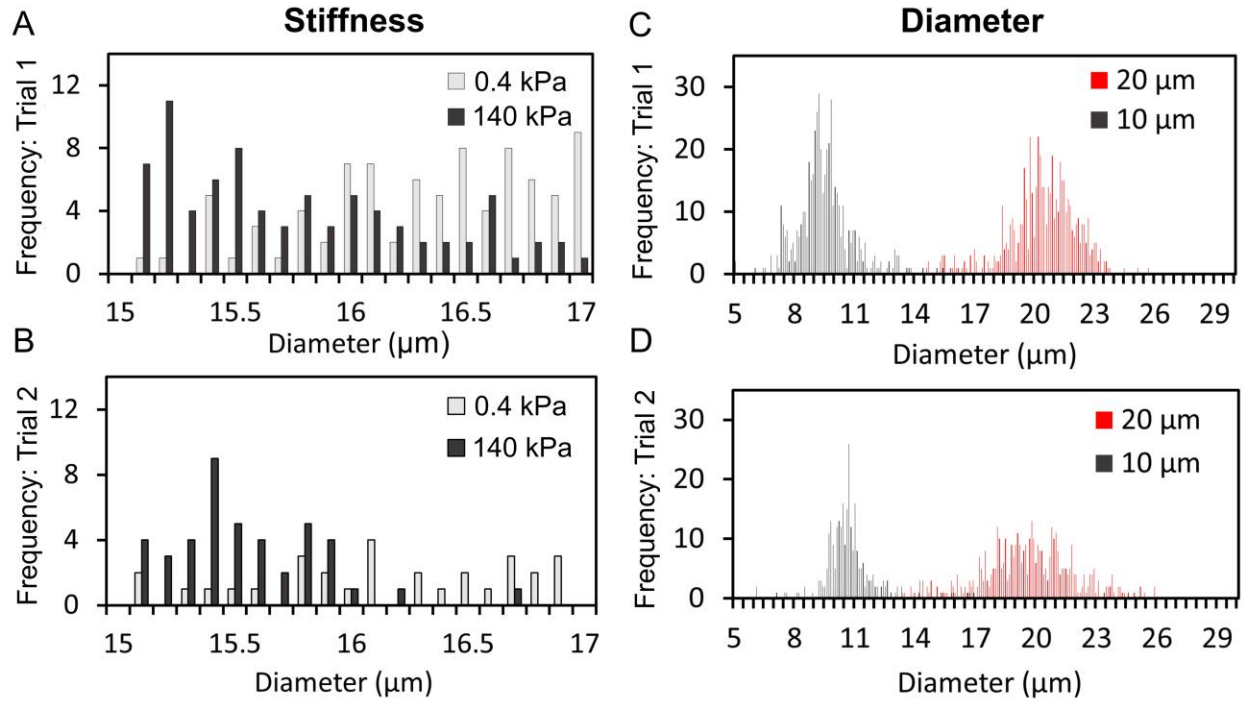 A
Stiffness
Frequency: Trial 1
12
8
4
0
0.4 kPa
140 kPa
15
15.5
16
16.5
17
Diameter (μm)
B
Frequency: Trial 2
12
8
4
0
0.4 kPa
140 kPa
15
15.5
16
16.5
17
Diameter (μm)
C
Diameter
Frequency: Trial 1
30
20
10
0
20 μm
10 μm
5
8
11
14
17
20
23
26
29
Diameter (μm)
D
Frequency: Trial 2
30
20
10
0
20 μm
10 μm
5
8
11
14
17
20
23
26
29
Diameter (μm)